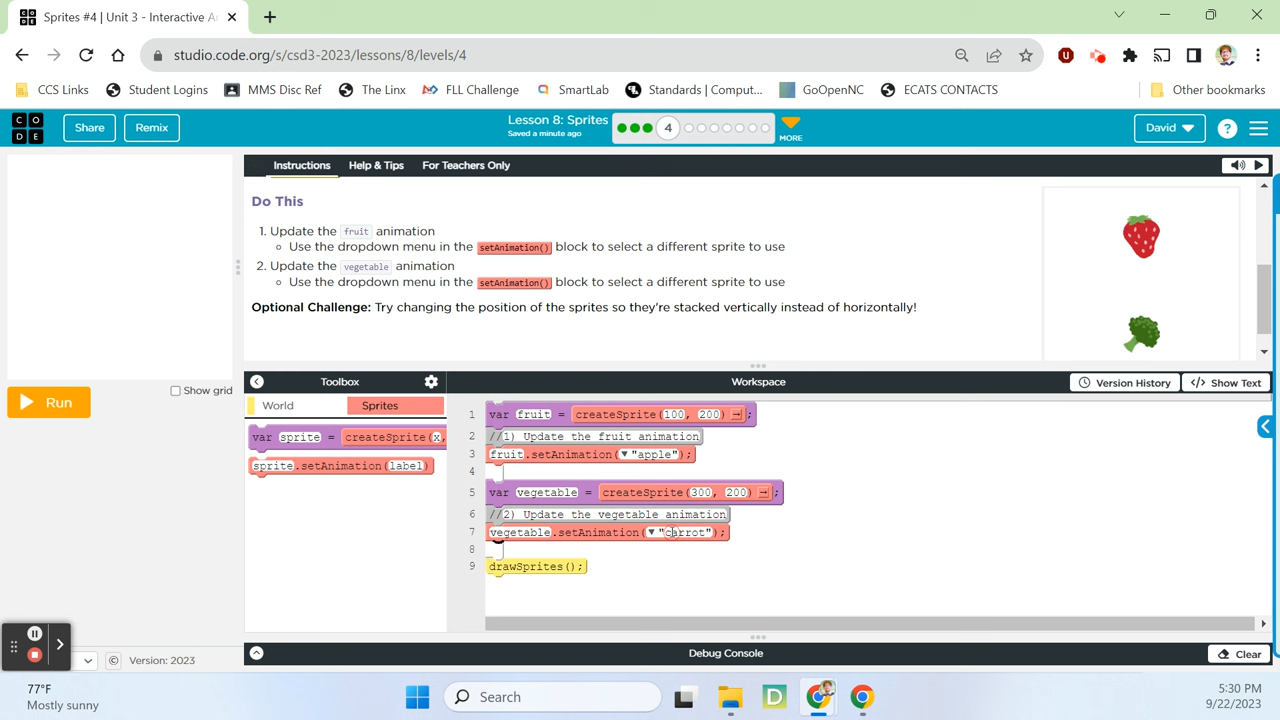 Sprites #4 | Unit 3 - Interactive Ar
studio.code.org/s/csd3-2023/lessons/8/levels/4
CCS Links
Student Logins
MMS Disc Ref
The Linx
FLL Challenge
SmartLab
Standards | Comput...
GoOpenNC
ECATS CONTACTS
Other bookmarks
CODE
Share
Remix
Lesson 8: Sprites
Saved a minute ago
4
MORE
David
?
Instructions
Help & Tips
For Teachers Only
Do This
1. Update the fruit animation
Use the dropdown menu in the setAnimation() block to select a different sprite to use
2. Update the vegetable animation
Use the dropdown menu in the setAnimation() block to select a different sprite to use
Optional Challenge: Try changing the position of the sprites so they're stacked vertically instead of horizontally!
Show grid
Run
Toolbox
Workspace
Version History
</> Show Text
World
Sprites
var sprite = createSprite(x,
sprite.setAnimation(label)
1 var fruit = createSprite(100, 200);
2 //1) Update the fruit animation
3 fruit.setAnimation("apple");
4
5 var vegetable = createSprite(300, 200);
6 //2) Update the vegetable animation
7 vegetable.setAnimation("carrot");
8
9 drawSprites();
Debug Console
Clear
Version: 2023
77°F
Mostly sunny
Search
5:30 PM
9/22/2023